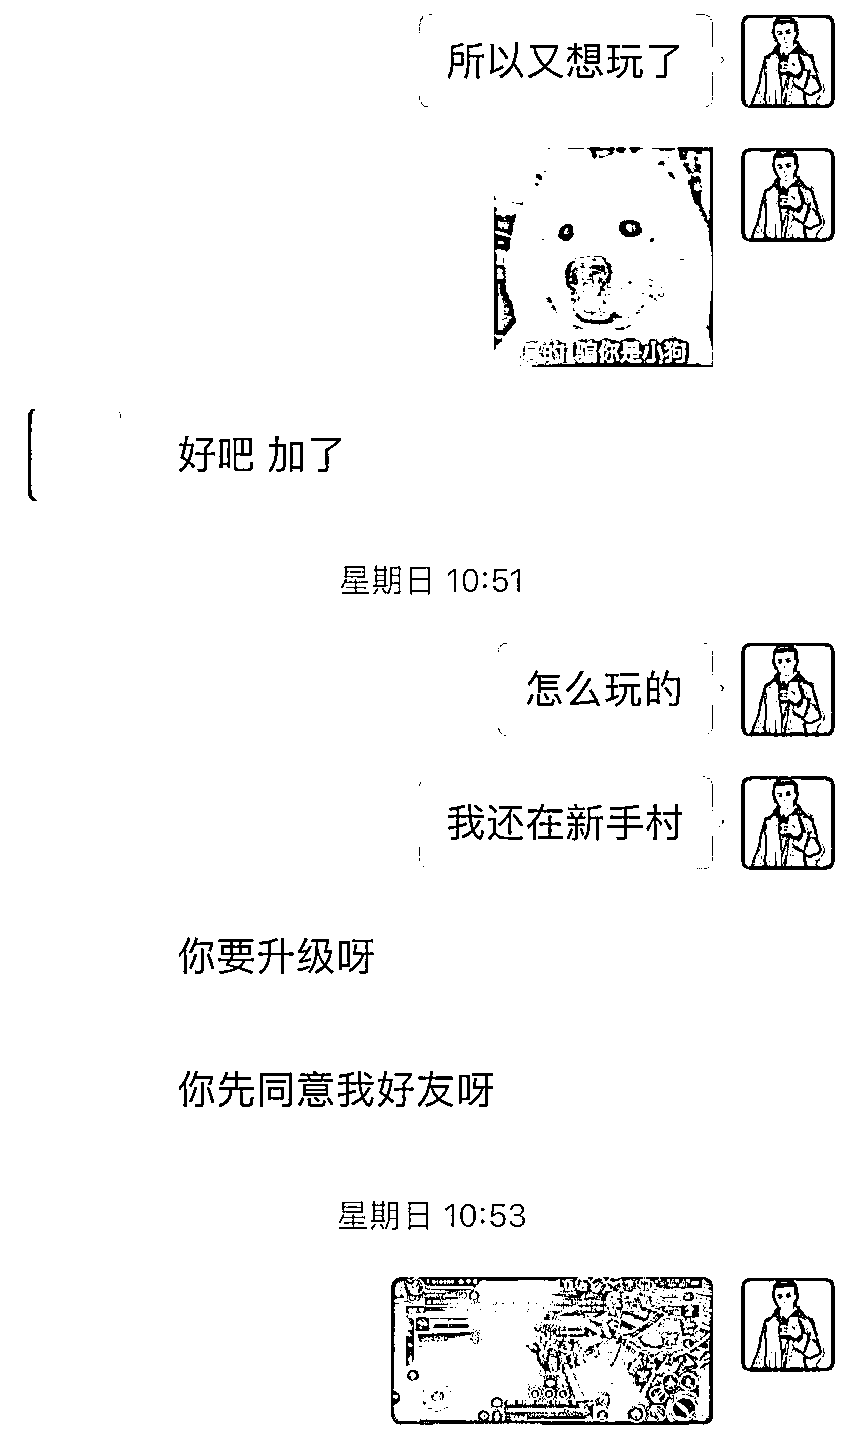 所以又想玩了
的 骗你是小狗
好吧 加了
星期日 10:51
怎么玩的
我还在新手村
你要升级呀
你先同意我好友呀
星期日 10:53